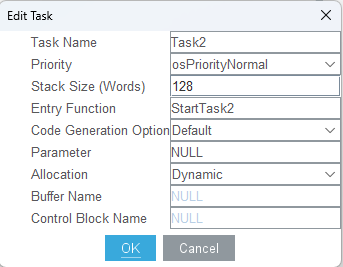 Edit Task
Task Name Task2
Priority osPriorityNormal
Stack Size (Words) 128
Entry Function StartTask2
Code Generation Option Default
Parameter NULL
Allocation Dynamic
Buffer Name NULL
Control Block Name NULL
OK Cancel